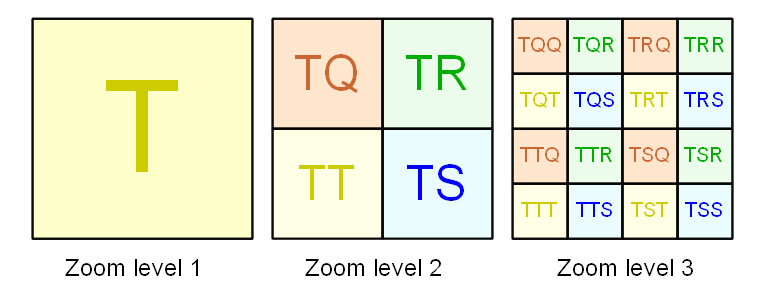 T
TQ TR
TT TS
TQQ TQR TRQ TRR
TQT TQS TRT TRS
TTQ TTR TSQ TSR
TTT TTS TST TSS
Zoom level 1 Zoom level 2 Zoom level 3